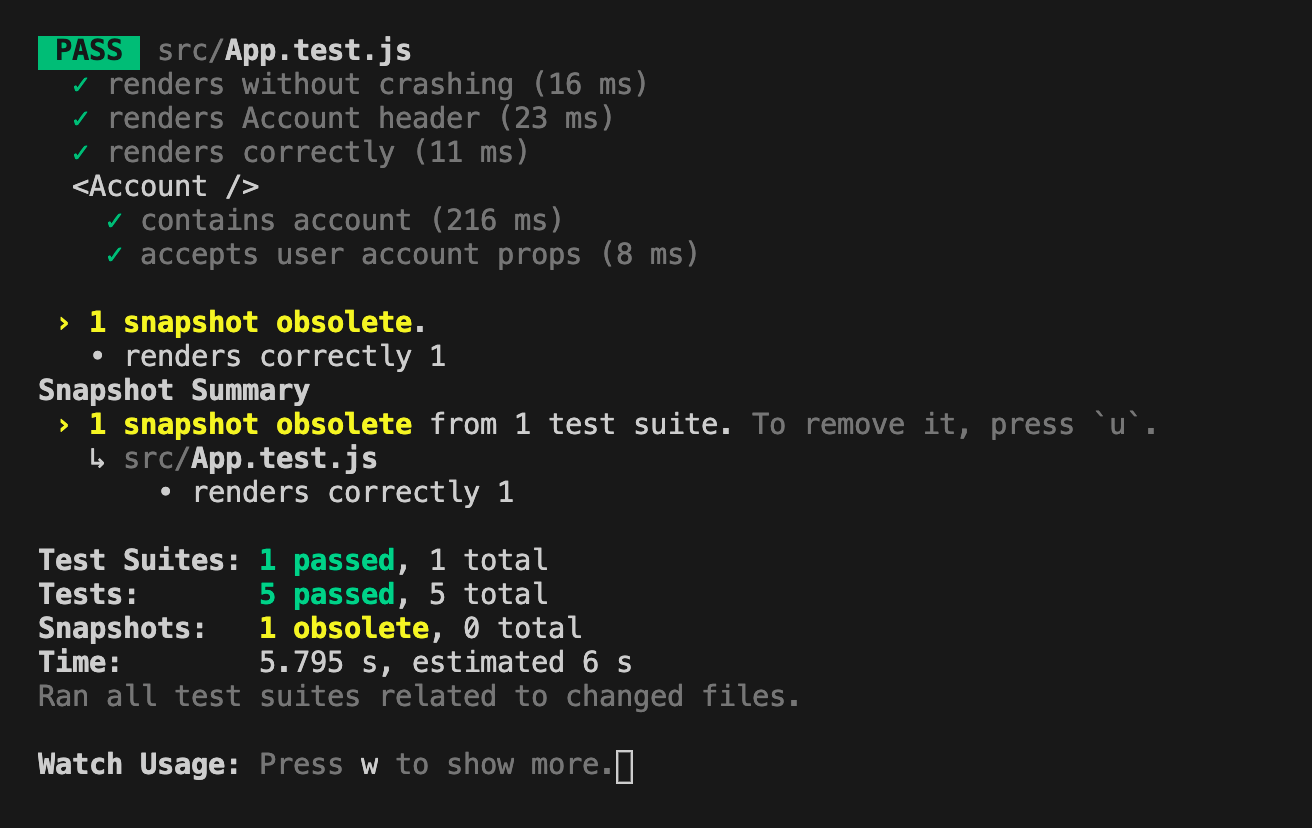 PASS src/App.test.js
✓ renders without crashing (16 ms)
✓ renders Account header (23 ms)
✓ renders correctly (11 ms)
<Account />
✓ contains account (216 ms)
✓ accepts user account props (8 ms)
› 1 snapshot obsolete.
• renders correctly 1
Snapshot Summary
› 1 snapshot obsolete from 1 test suite. To remove it, press `u`.
↳ src/App.test.js
• renders correctly 1
Test Suites: 1 passed, 1 total
Tests: 5 passed, 5 total
Snapshots: 1 obsolete, 0 total
Time: 5.795 s, estimated 6 s
Ran all test suites related to changed files.
Watch Usage: Press w to show more.